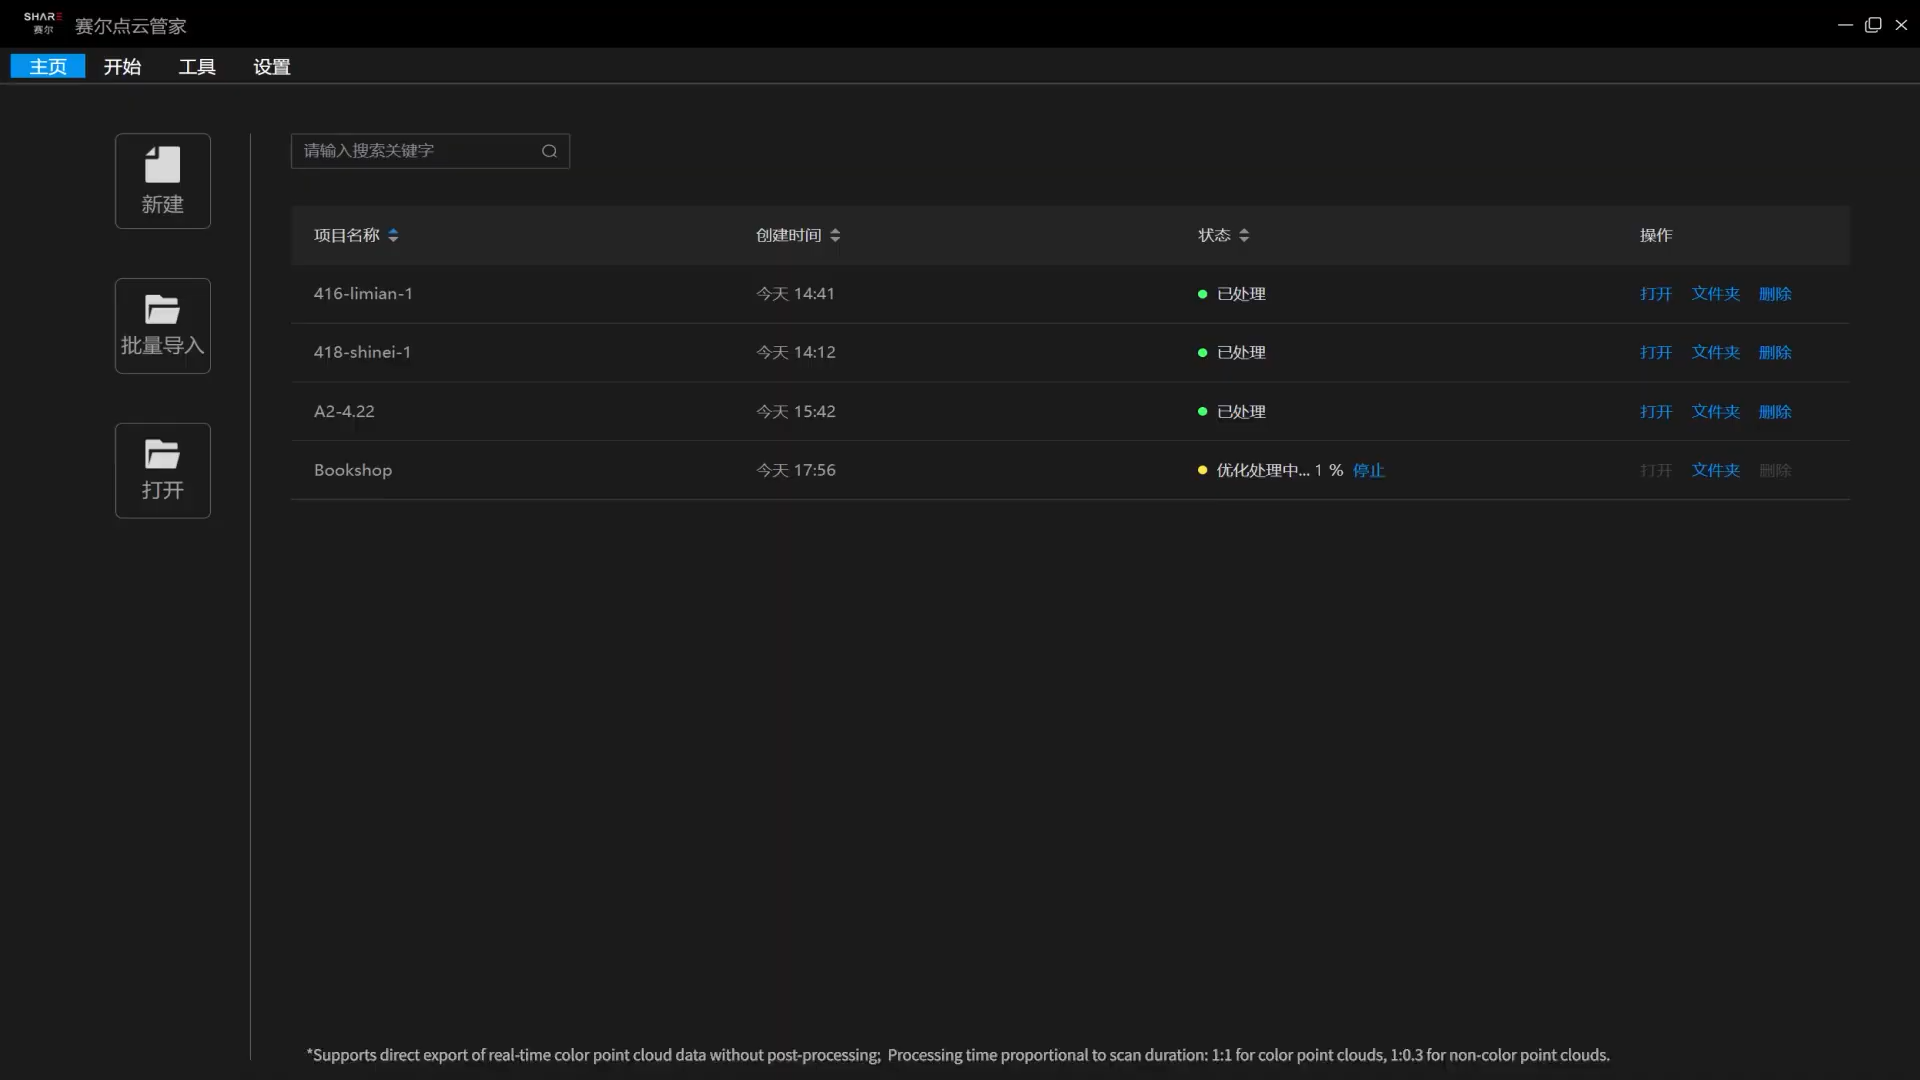 SHARE
赛尔 赛尔点云管家
主页 开始 工具 设置
新建
批量导入
打开
请输入搜索关键字
项目名称 创建时间 状态 操作
416-limian-1 今天 14:41 已处理 打开 文件夹 删除
418-shinei-1 今天 14:12 已处理 打开 文件夹 删除
A2-4.22 今天 15:42 已处理 打开 文件夹 删除
Bookshop 今天 17:56 优化处理中... 1 % 停止 打开 文件夹 删除
*Supports direct export of real-time color point cloud data without post-processing; Processing time proportional to scan duration: 1:1 for color point clouds, 1:0.3 for non-color point clouds.